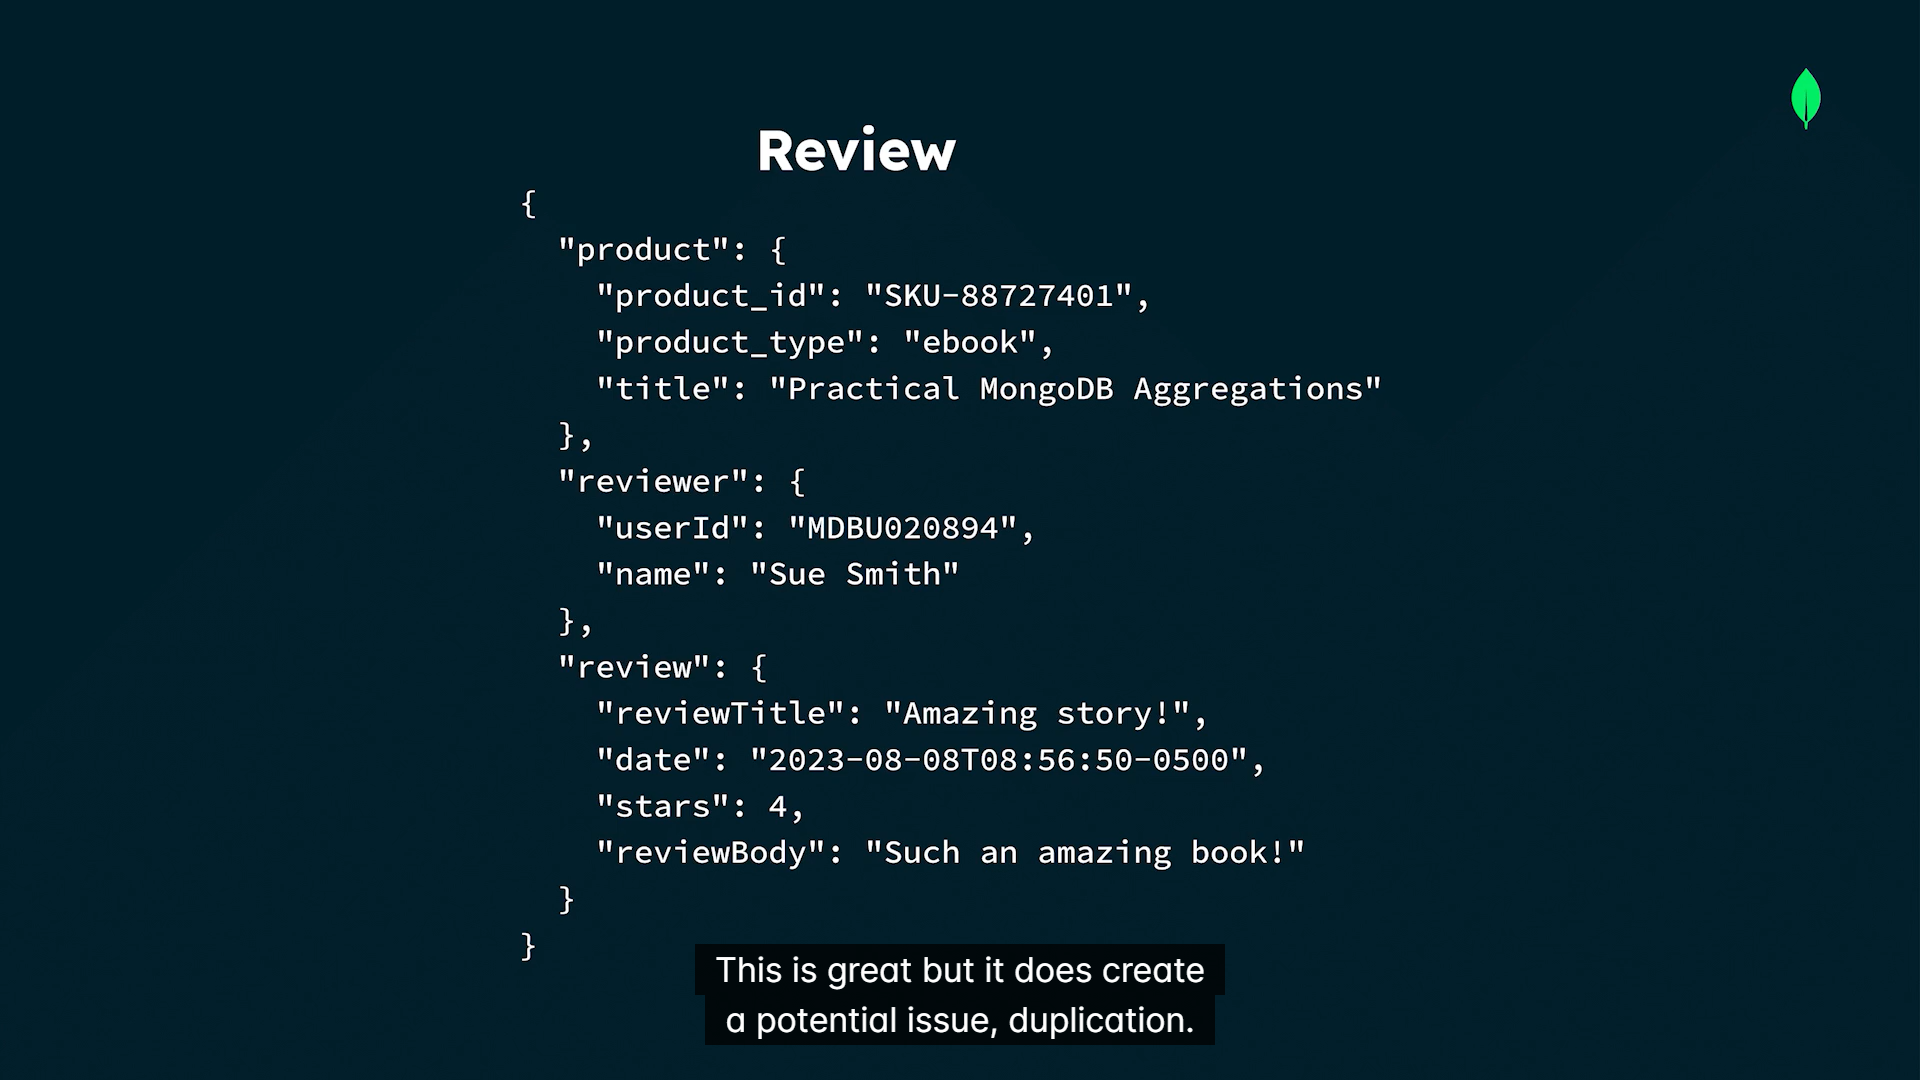 Review
{
"product": {
"product_id": "SKU-88727401",
"product_type": "ebook",
"title": "Practical MongoDB Aggregations"
},
"reviewer": {
"userId": "MDBU020894",
"name": "Sue Smith"
},
"review": {
"reviewTitle": "Amazing story!",
"date": "2023-08-08T08:56:50-0500",
"stars": 4,
"reviewBody": "Such an amazing book!"
}
}
This is great but it does create
a potential issue, duplication.